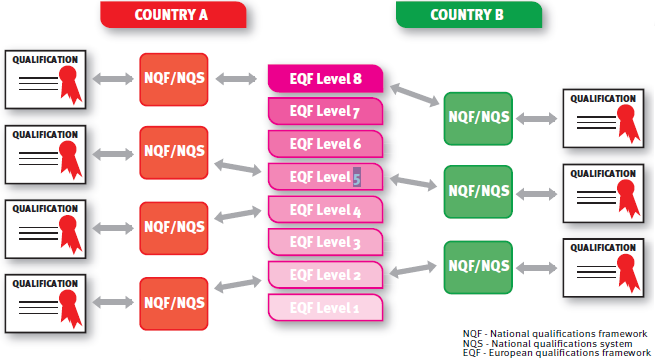 COUNTRY A
COUNTRY B
QUALIFICATION
NQF/NQS
EQF Level 8
EQF Level 7
NQF/NQS
QUALIFICATION
QUALIFICATION
NQF/NQS
EQF Level 6
EQF Level 5
NQF/NQS
QUALIFICATION
QUALIFICATION
NQF/NQS
EQF Level 4
EQF Level 3
NQF/NQS
QUALIFICATION
QUALIFICATION
NQF/NQS
EQF Level 2
EQF Level 1
NQF - National qualifications framework
NQS - National qualifications system
EQF - European qualifications framework